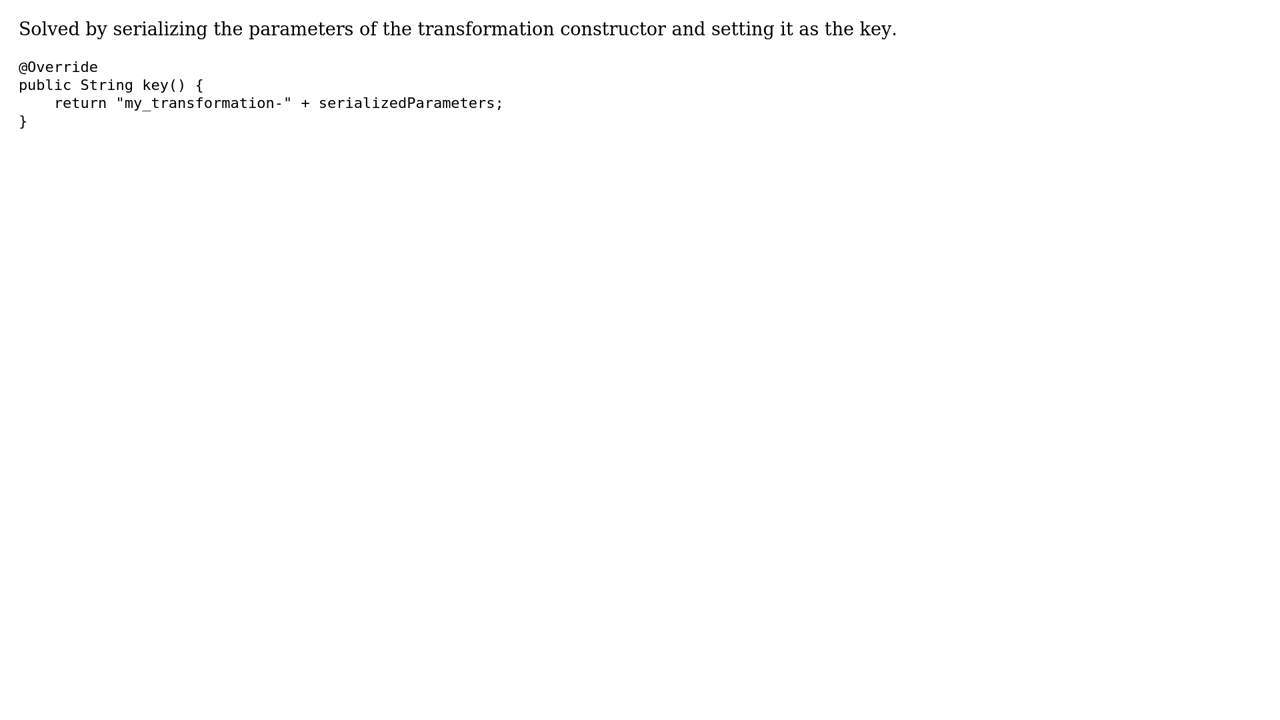 Solved by serializing the parameters of the transformation constructor and setting it as the key.
@Override
public String key() {
    return "my_transformation-" + serializedParameters;
}